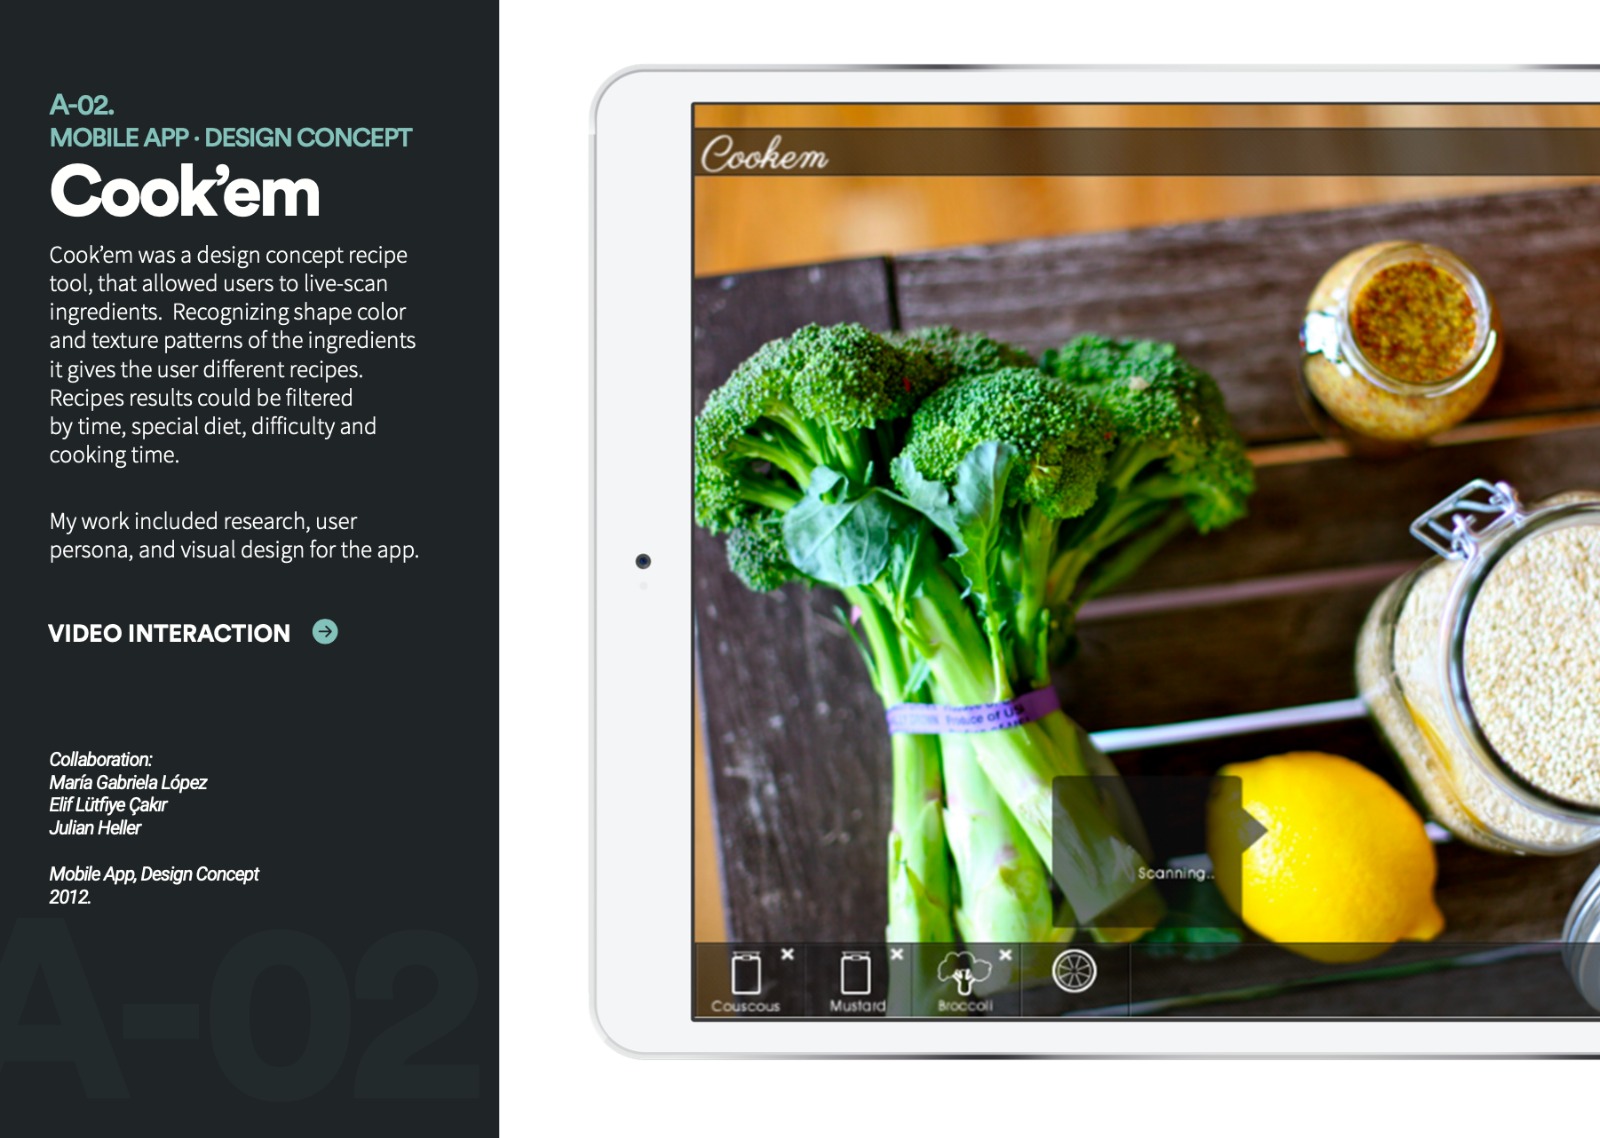 A-02.
MOBILE APP · DESIGN CONCEPT
Cook’em
Cook’em was a design concept recipe
tool, that allowed users to live-scan
ingredients.  Recognizing shape color
and texture patterns of the ingredients
it gives the user different recipes.
Recipes results could be filtered
by time, special diet, difficulty and
cooking time.
My work included research, user
persona, and visual design for the app.
VIDEO INTERACTION
Collaboration:
María Gabriela López
Elif Lütfiye Çakır
Julian Heller
Mobile App, Design Concept
2012.
A-02
Cookem
Produce of USA
Scanning..
Couscous
Mustard
Broccoli